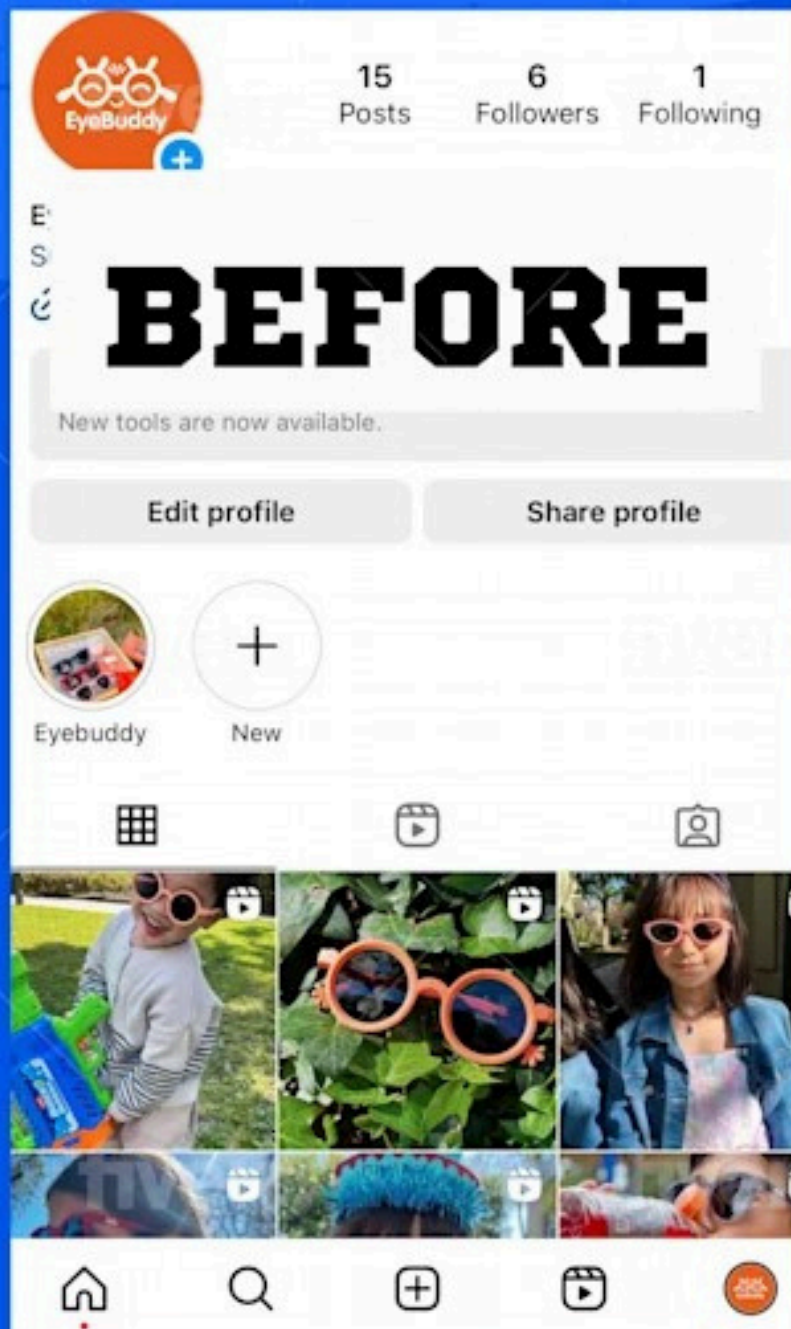 EyeBuddy
15 6 1
Posts Followers Following
BEFORE
New tools are now available.
Edit profile Share profile
Eyebuddy New